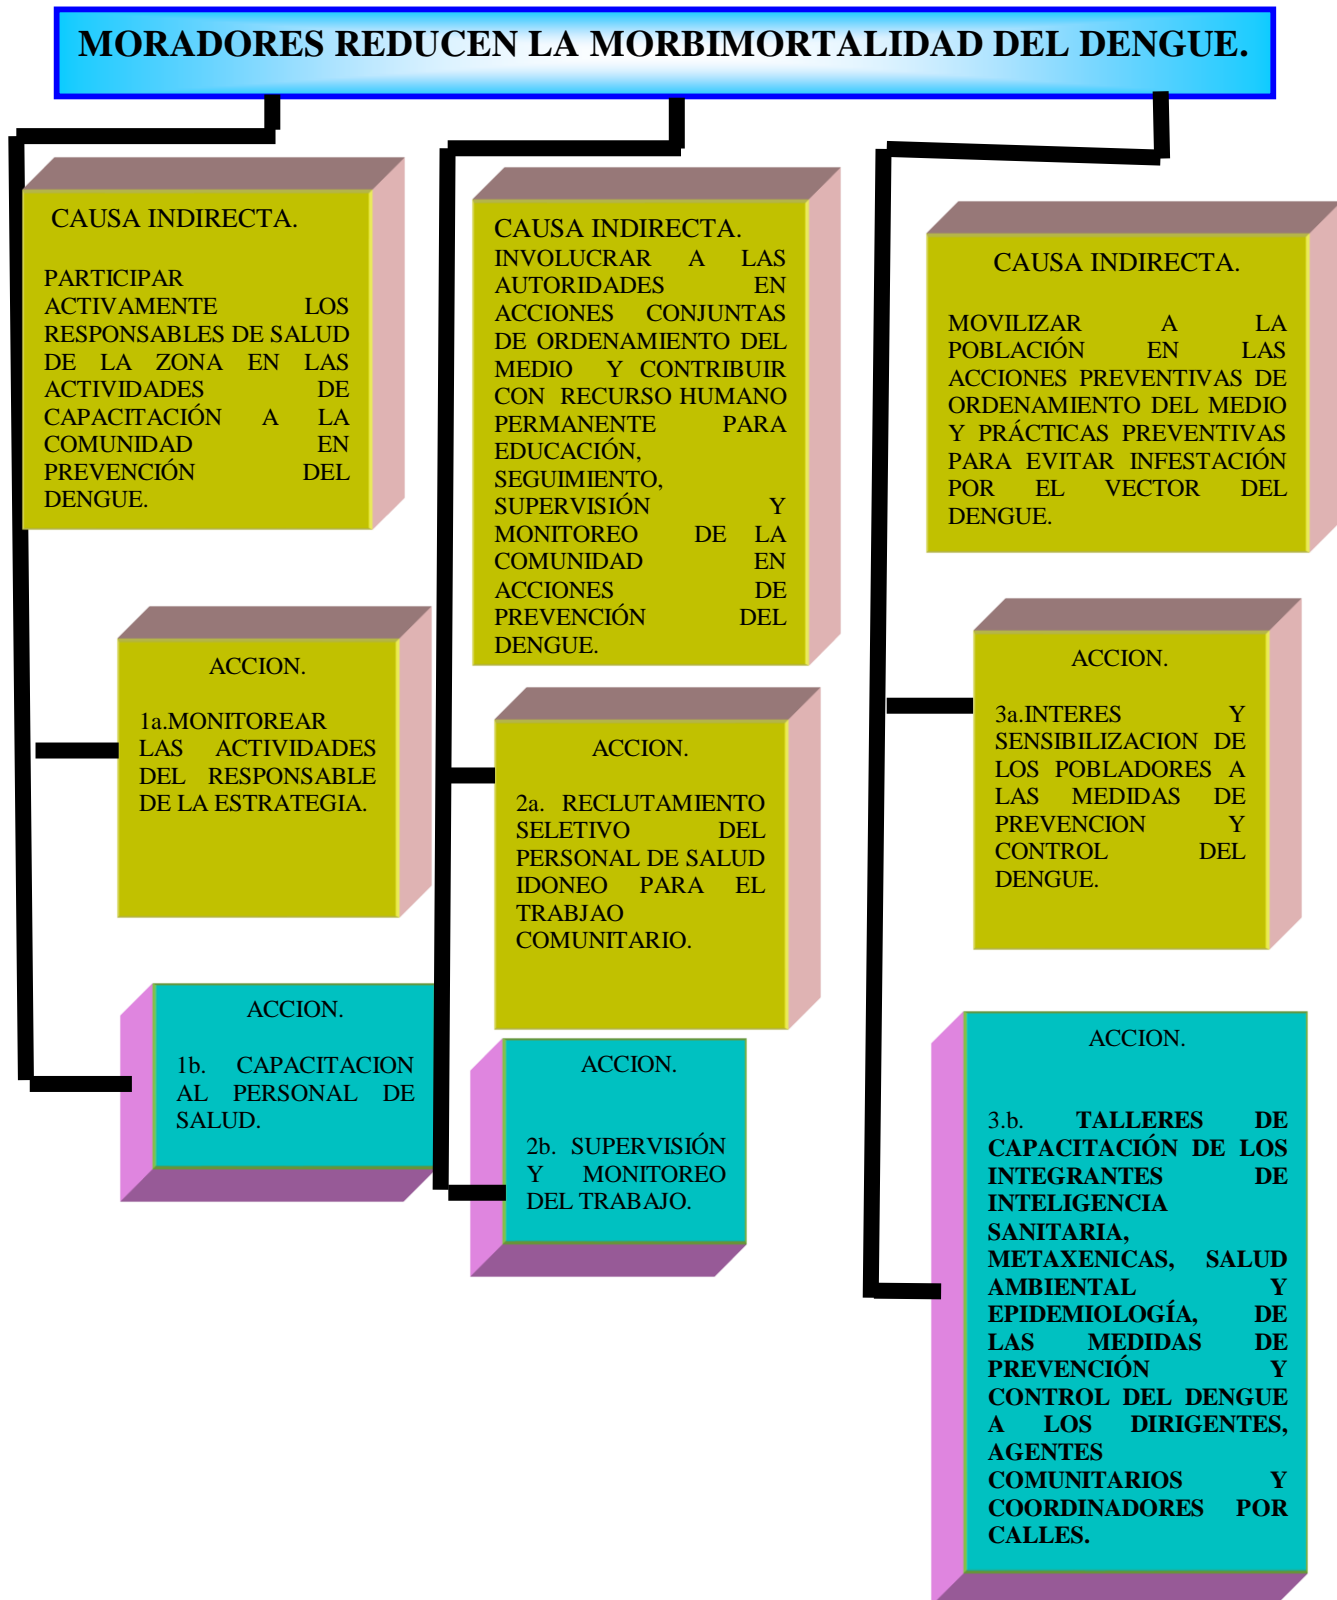 MORADORES REDUCEN LA MORBIMORTALIDAD DEL DENGUE.
CAUSA INDIRECTA.
PARTICIPAR
ACTIVAMENTE LOS
RESPONSABLES DE SALUD
DE LA ZONA EN LAS
ACTIVIDADES DE
CAPACITACIÓN A LA
COMUNIDAD EN
PREVENCIÓN DEL
DENGUE.
ACCION.
1a.MONITOREAR
LAS ACTIVIDADES
DEL RESPONSABLE
DE LA ESTRATEGIA.
ACCION.
1b. CAPACITACION
AL PERSONAL DE
SALUD.
CAUSA INDIRECTA.
INVOLUCRAR A LAS
AUTORIDADES EN
ACCIONES CONJUNTAS
DE ORDENAMIENTO DEL
MEDIO Y CONTRIBUIR
CON RECURSO HUMANO
PERMANENTE PARA
EDUCACIÓN,
SEGUIMIENTO,
SUPERVISIÓN Y
MONITOREO DE LA
COMUNIDAD EN
ACCIONES DE
PREVENCIÓN DEL
DENGUE.
ACCION.
2a. RECLUTAMIENTO
SELETIVO DEL
PERSONAL DE SALUD
IDONEO PARA EL
TRABJAO
COMUNITARIO.
ACCION.
2b. SUPERVISIÓN
Y MONITOREO
DEL TRABAJO.
CAUSA INDIRECTA.
MOVILIZAR A LA
POBLACIÓN EN LAS
ACCIONES PREVENTIVAS DE
ORDENAMIENTO DEL MEDIO
Y PRÁCTICAS PREVENTIVAS
PARA EVITAR INFESTACIÓN
POR EL VECTOR DEL
DENGUE.
ACCION.
3a.INTERES Y
SENSIBILIZACION DE
LOS POBLADORES A
LAS MEDIDAS DE
PREVENCION Y
CONTROL DEL
DENGUE.
ACCION.
3.b. TALLERES DE
CAPACITACIÓN DE LOS
INTEGRANTES DE
INTELIGENCIA
SANITARIA,
METAXENICAS, SALUD
AMBIENTAL Y
EPIDEMIOLOGÍA, DE
LAS MEDIDAS DE
PREVENCIÓN Y
CONTROL DEL DENGUE
A LOS DIRIGENTES,
AGENTES
COMUNITARIOS Y
COORDINADORES POR
CALLES.